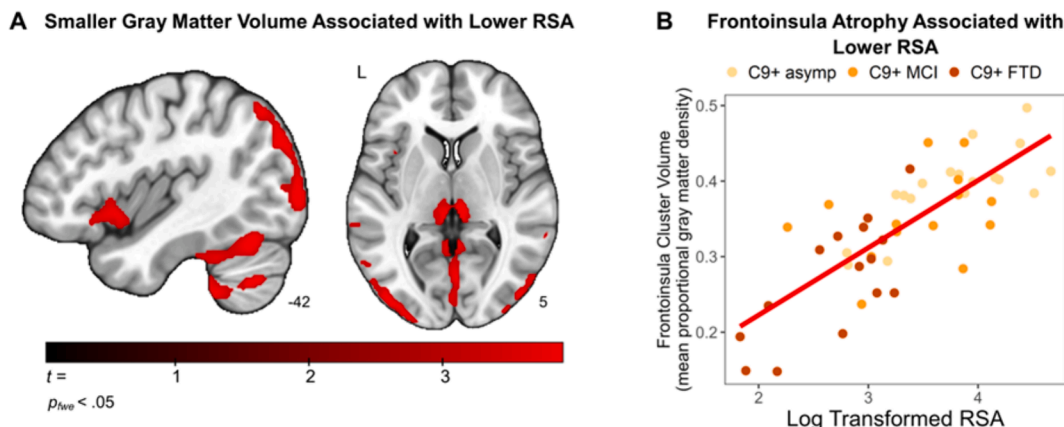 A Smaller Gray Matter Volume Associated with Lower RSA
L
-42
5
t =
1
2
3
pfwe < .05
B Frontoinsula Atrophy Associated with
Lower RSA
C9+ asymp
C9+ MCI
C9+ FTD
Frontoinsula Cluster Volume
(mean proportional gray matter density)
0.5
0.4
0.3
0.2
2
3
4
Log Transformed RSA